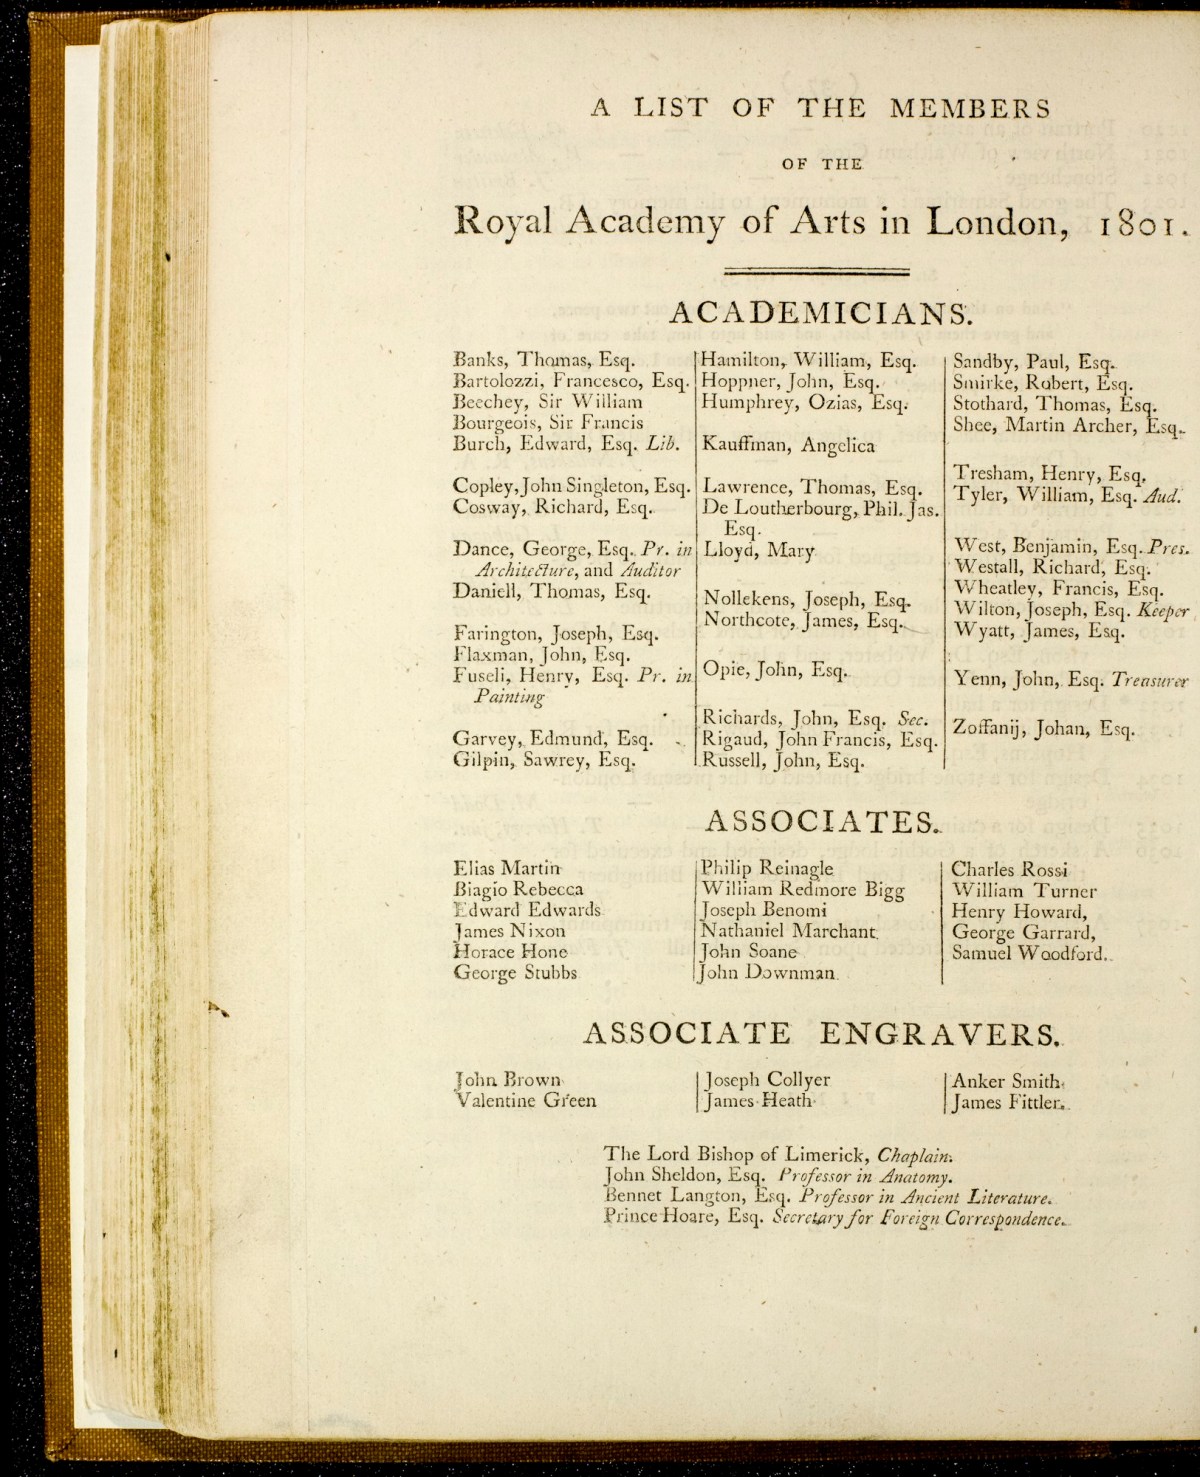 A LIST OF THE MEMBERS
OF THE
Royal Academy of Arts in London, 1801.
ACADEMICIANS.
Banks, Thomas, Esq.
Bartolozzi, Francesco, Esq.
Beechey, Sir William
Bourgeois, Sir Francis
Burch, Edward, Esq. Lib.
Copley, John Singleton, Esq.
Cosway, Richard, Esq.
Dance, George, Esq. Pr. in
Architecture, and Auditor
Daniell, Thomas, Esq.
Farington, Joseph, Esq.
Flaxman, John, Esq.
Fuseli, Henry, Esq. Pr. in
Painting
Garvey, Edmund, Esq.
Gilpin, Sawrey, Esq.
Hamilton, William, Esq.
Hoppner, John, Esq.
Humphrey, Ozias, Esq.
Kauffman, Angelica
Lawrence, Thomas, Esq.
De Loutherbourg, Phil. Jas.
Esq.
Lloyd, Mary
Nollekens, Joseph, Esq.
Northcote, James, Esq.
Opie, John, Esq.
Richards, John, Esq. Sec.
Rigaud, John Francis, Esq.
Russell, John, Esq.
Sandby, Paul, Esq.
Smirke, Robert, Esq.
Stothard, Thomas, Esq.
Shee, Martin Archer, Esq.
Tresham, Henry, Esq.
Tyler, William, Esq. Aud.
West, Benjamin, Esq. Pres.
Westall, Richard, Esq.
Wheatley, Francis, Esq.
Wilton, Joseph, Esq. Keeper
Wyatt, James, Esq.
Yenn, John, Esq. Treasurer
Zoffanij, Johan, Esq.
ASSOCIATES.
Elias Martin
Biagio Rebecca
Edward Edwards
James Nixon
Horace Hone
George Stubbs
Philip Reinagle
William Redmore Bigg
Joseph Benomi
Nathaniel Marchant
John Soane
John Downman
Charles Rossi
William Turner
Henry Howard,
George Garrard,
Samuel Woodford.
ASSOCIATE ENGRAVERS.
John Brown
Valentine Green
Joseph Collyer
James Heath
Anker Smith
James Fittler.
The Lord Bishop of Limerick, Chaplain.
John Sheldon, Esq. Professor in Anatomy.
Bennet Langton, Esq. Professor in Ancient Literature.
Prince Hoare, Esq. Secretary for Foreign Correspondence.